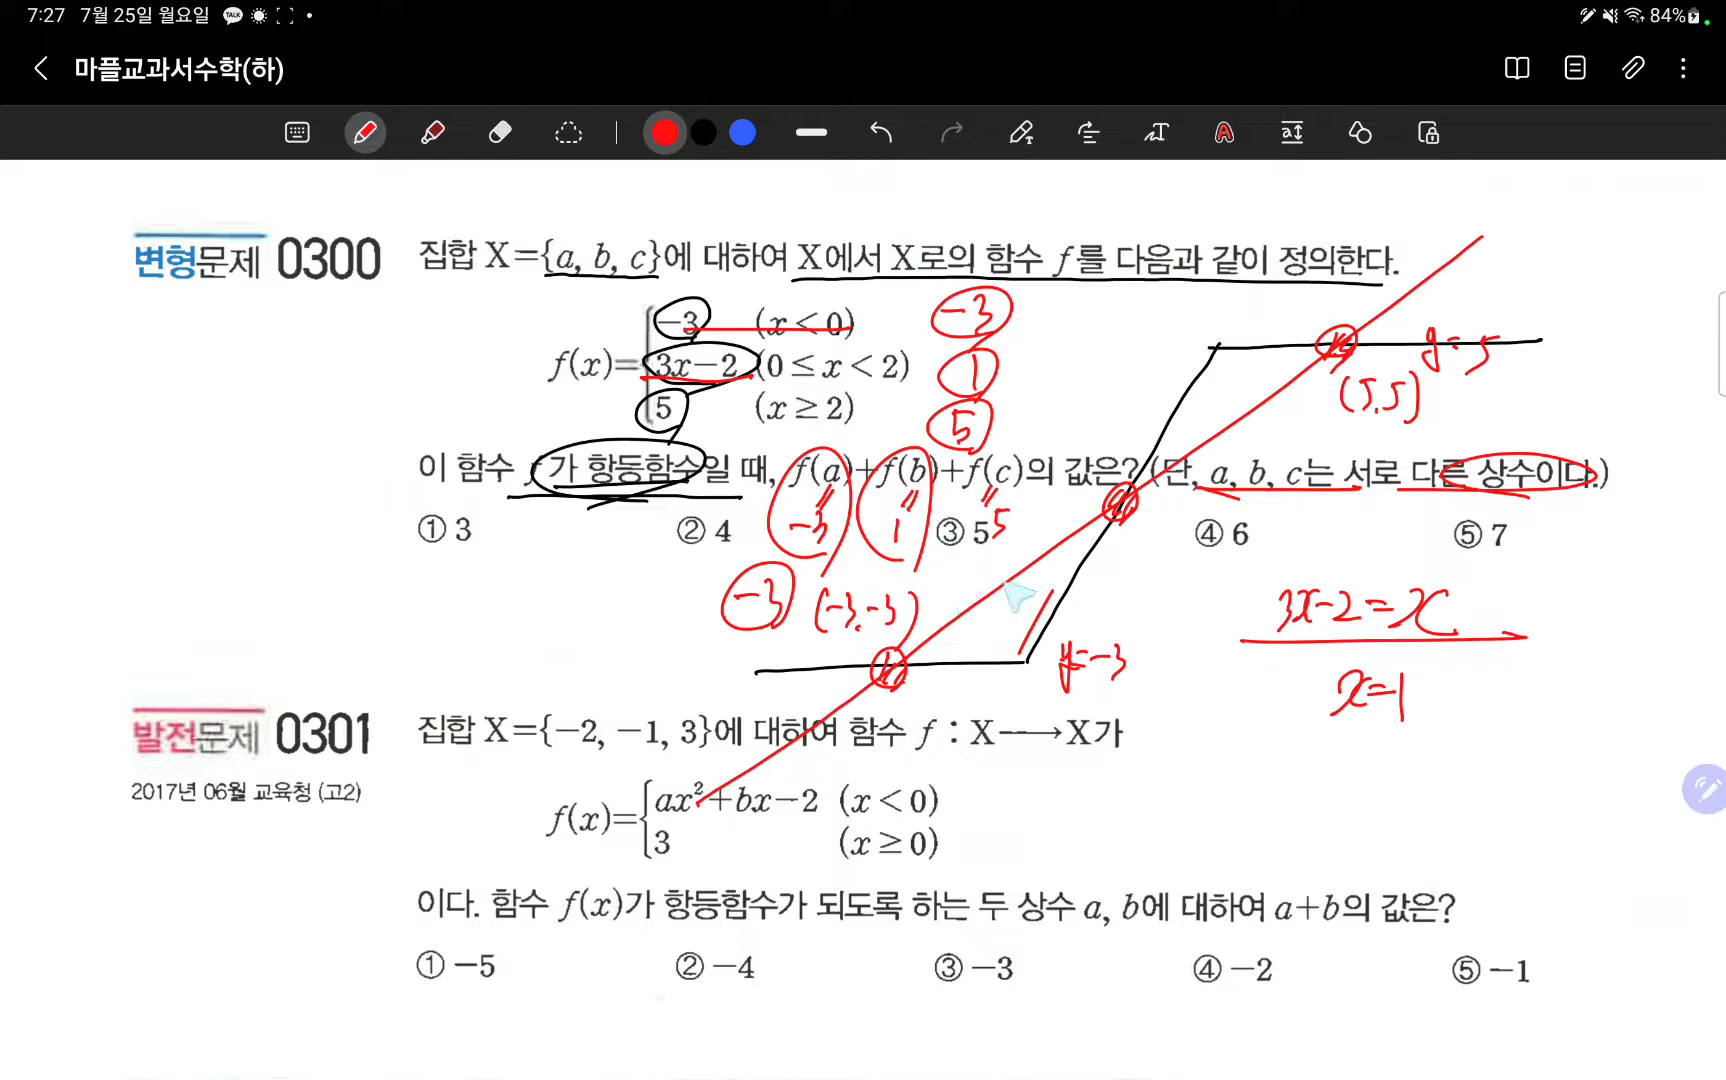 7:27 7월 25일 월요일 TALK 84%
마플교과서수학(하)
변형문제 0300 집합 X={a, b, c}에 대하여 X에서 X로의 함수 f를 다음과 같이 정의한다.
f(x)={-3 (x<0)
3x-2 (0≤x<2)
5 (x≥2)
-3
1
5
y=5
(5,5)
이 함수 f가 항등함수일 때, f(a)+f(b)+f(c)의 값은? (단, a, b, c는 서로 다른 상수이다.)
" " "
-3 1 5
① 3 ② 4 ③ 5 ④ 6 ⑤ 7
-3 (-3,-3)
y=-3
3x-2=x
x=1
발전문제 0301 집합 X={-2, -1, 3}에 대하여 함수 f : X→X가
2017년 06월 교육청 (고2)
f(x)={ax²+bx-2 (x<0)
3 (x≥0)
이다. 함수 f(x)가 항등함수가 되도록 하는 두 상수 a, b에 대하여 a+b의 값은?
① -5 ② -4 ③ -3 ④ -2 ⑤ -1